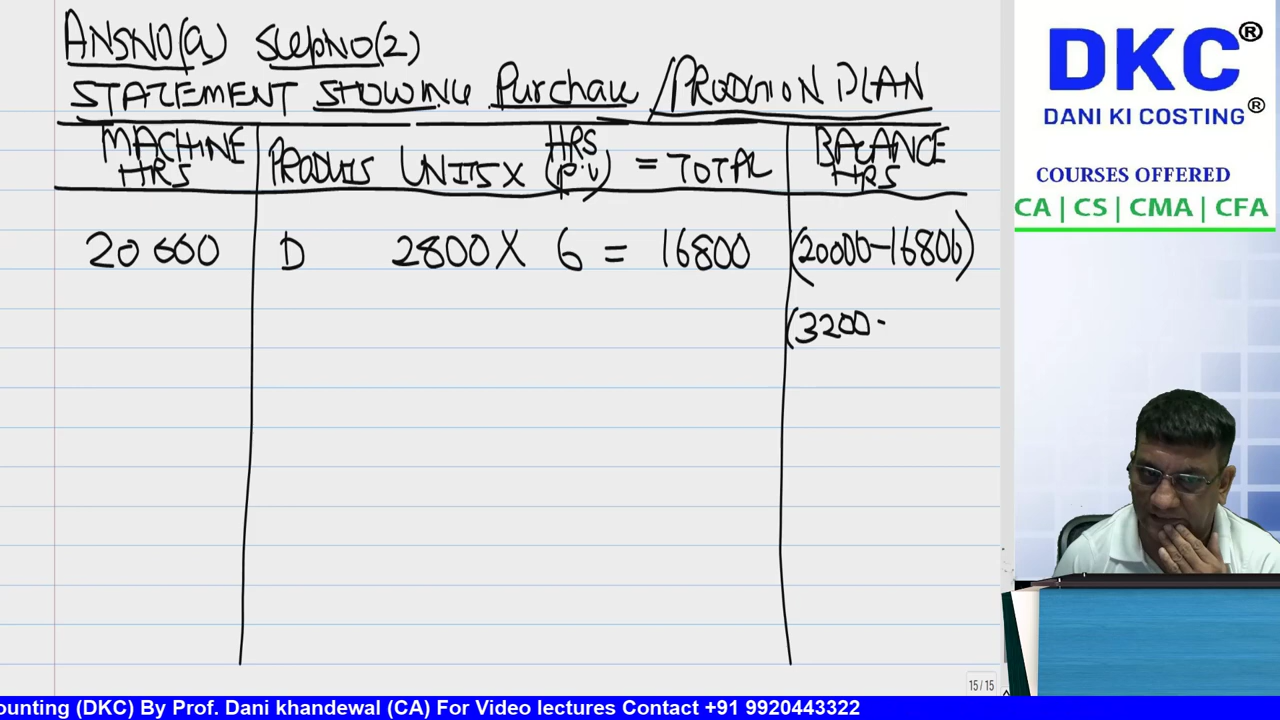 ANSNO(a) StepNO(2)
STATEMENT SHOWING Purchase / PRODUCTION PLAN
MACHINE HRS
PRODUCTS
UNITS X HRS (P.U) = TOTAL
BALANCE HRS
20000 D 2800 X 6 = 16800 (20000-16800)
(3200-
DKC®
DANI KI COSTING®
COURSES OFFERED
CA | CS | CMA | CFA
15/15
ounting (DKC) By Prof. Dani khandewal (CA) For Video lectures Contact +91 9920443322